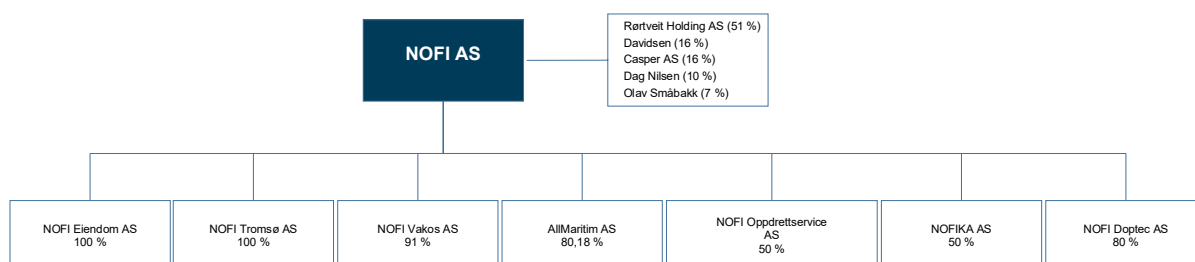 NOFI AS
Rørtveit Holding AS (51 %)
Davidsen (16 %)
Casper AS (16 %)
Dag Nilsen (10 %)
Olav Småbakk (7 %)
NOFI Eiendom AS
100 %
NOFI Tromsø AS
100 %
NOFI Vakos AS
91 %
AllMaritim AS
80,18 %
NOFI Oppdrettservice
AS
50 %
NOFIKA AS
50 %
NOFI Doptec AS
80 %